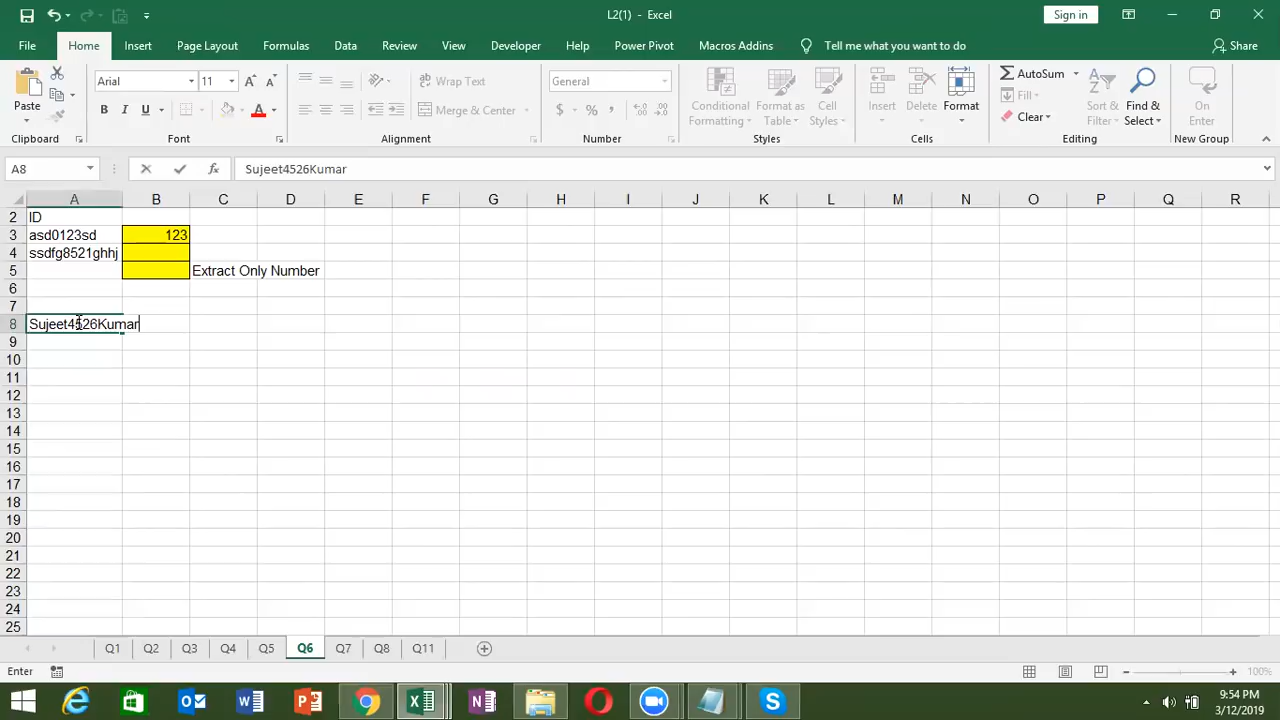 L2(1) - Excel
Sign in
File Home Insert Page Layout Formulas Data Review View Developer Help Power Pivot Macros Addins Tell me what you want to do Share
Paste
Clipboard
Arial 11
B I U A
Font
Wrap Text
Merge & Center
Alignment
General
$ % ,
Number
Conditional Formatting
Format as Table
Cell Styles
Styles
Insert Delete Format
Cells
AutoSum
Fill
Clear
Sort & Filter
Find & Select
Editing
On Enter
New Group
A8 fx Sujeet4526Kumar
A B C D E F G H I J K L M N O P Q R
2 ID
3 asd0123sd 123
4 ssdfg8521ghhj
5 Extract Only Number
6
7
8 Sujeet4526Kumar
9
10
11
12
13
14
15
16
17
18
19
20
21
22
23
24
25
Q1 Q2 Q3 Q4 Q5 Q6 Q7 Q8 Q11
Enter 100%
9:54 PM
3/12/2019